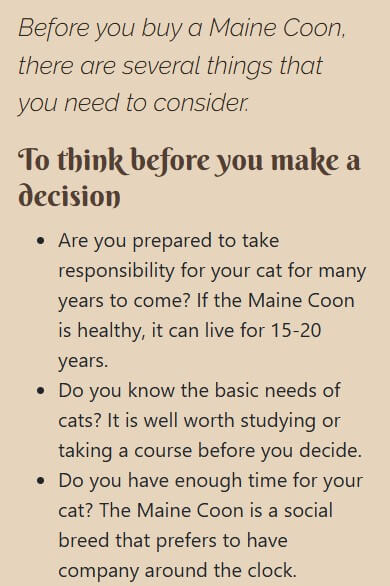 Before you buy a Maine Coon,
there are several things that
you need to consider.
To think before you make a
decision
• Are you prepared to take
responsibility for your cat for many
years to come? If the Maine Coon
is healthy, it can live for 15-20
years.
• Do you know the basic needs of
cats? It is well worth studying or
taking a course before you decide.
• Do you have enough time for your
cat? The Maine Coon is a social
breed that prefers to have
company around the clock.